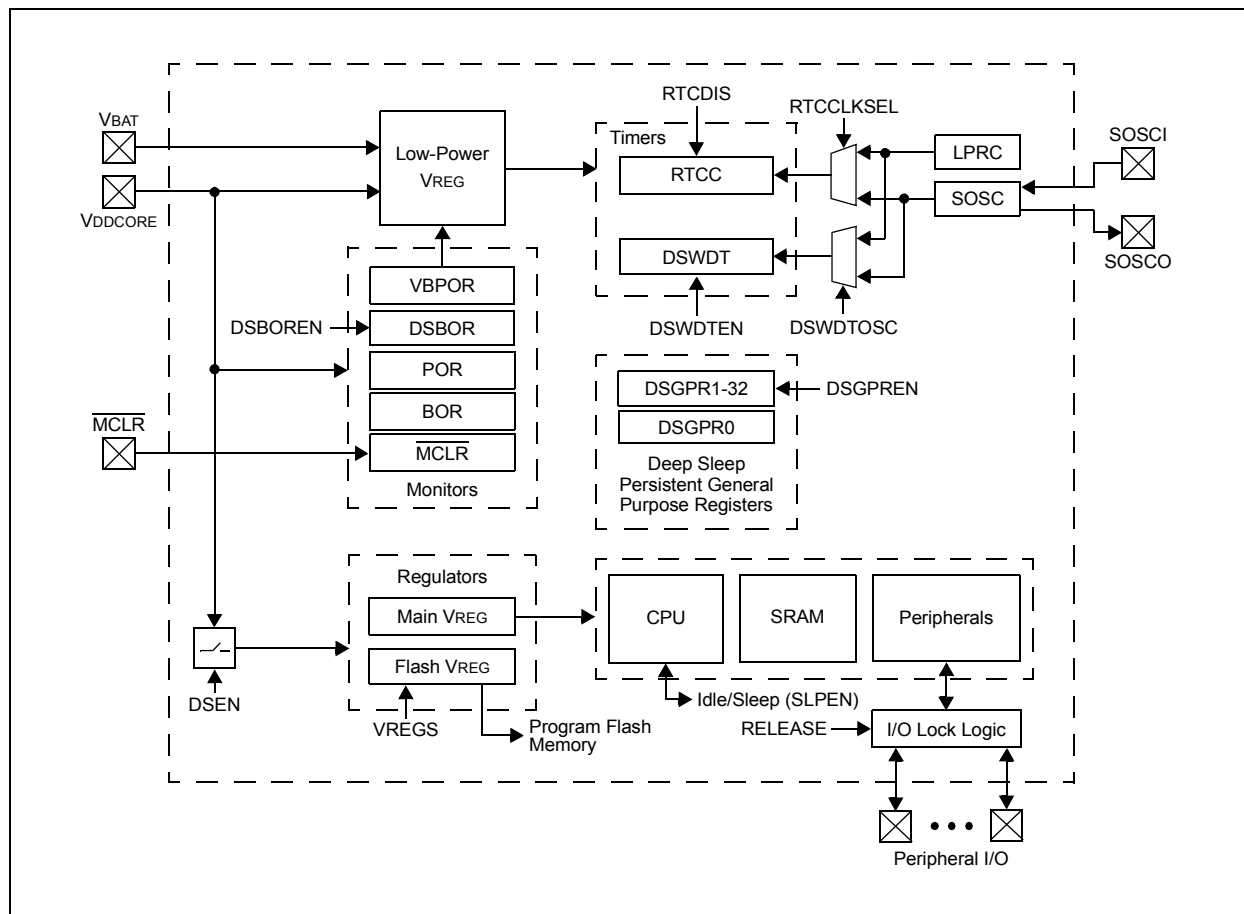 RTCDIS
RTCCLKSEL
VBAT
Timers
SOSCI
Low-Power
VREG
LPRC
RTCC
SOSC
VDDCORE
SOSCO
DSWDT
VBPOR
DSBOREN
DSBOR
DSWDTEN
DSWDTOSC
POR
DSGPR1-32
DSGPREN
BOR
DSGPR0
MCLR
MCLR
Deep Sleep
Persistent General
Purpose Registers
Monitors
Regulators
Main VREG
CPU
SRAM
Peripherals
Flash VREG
DSEN
Idle/Sleep (SLPEN)
VREGS
Program Flash
Memory
RELEASE
I/O Lock Logic
Peripheral I/O